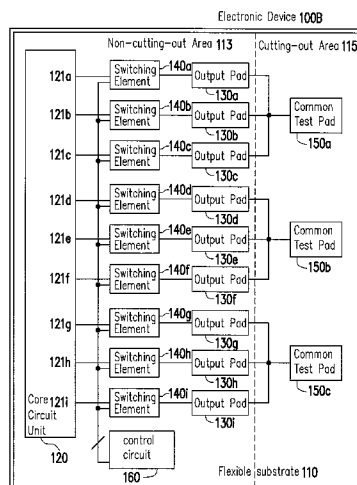 Electronic Device 100B
Non-cutting-out Area 113
Cutting-out Area 115
121a
Switching Element
140a
Output Pad
130a
121b
Switching Element
140b
Output Pad
130b
Common Test Pad
150a
121c
Switching Element
140c
Output Pad
130c
121d
Switching Element
140d
Output Pad
130d
121e
Switching Element
140e
Output Pad
130e
Common Test Pad
150b
121f
Switching Element
140f
Output Pad
130f
121g
Switching Element
140g
Output Pad
130g
121h
Switching Element
140h
Output Pad
130h
Common Test Pad
150c
121i
Switching Element
140i
Output Pad
130i
Core Circuit Unit
120
control circuit
160
Flexible substrate 110